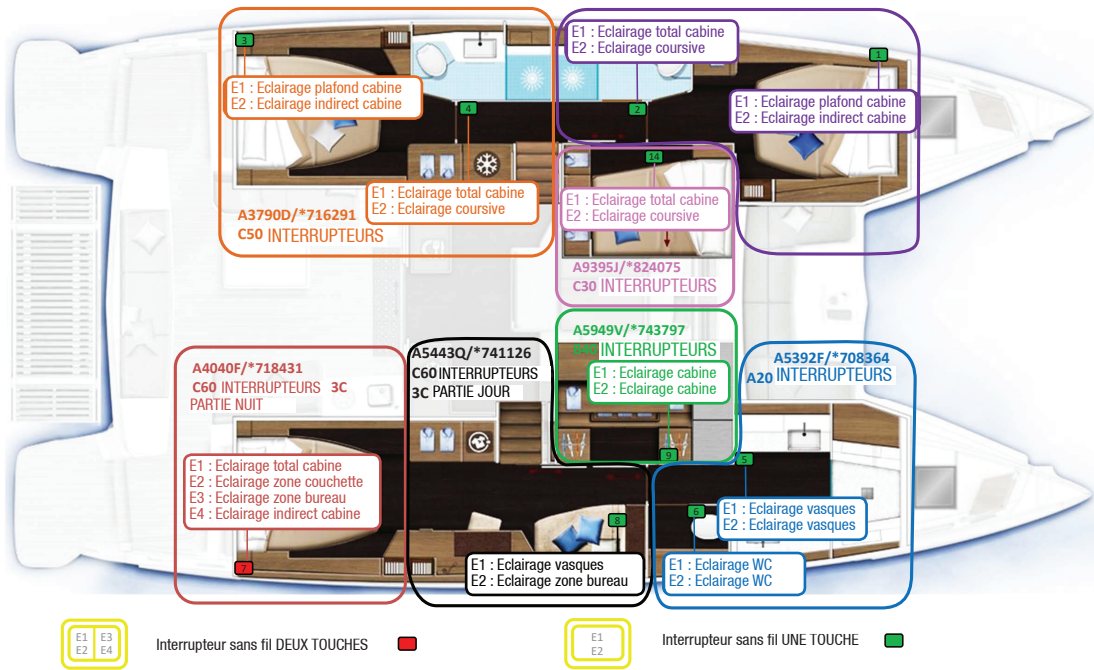 3
E1 : Eclairage plafond cabine
E2 : Eclairage indirect cabine
4
E1 : Eclairage total cabine
E2 : Eclairage coursive
A3790D/*716291
C50 INTERRUPTEURS
E1 : Eclairage total cabine
E2 : Eclairage coursive
2
1
E1 : Eclairage plafond cabine
E2 : Eclairage indirect cabine
14
E1 : Eclairage total cabine
E2 : Eclairage coursive
A9395J/*824075
C30 INTERRUPTEURS
A5949V/*743797
INTERRUPTEURS
E1 : Eclairage cabine
E2 : Eclairage cabine
9
A4040F/*718431
C60 INTERRUPTEURS 3C
PARTIE NUIT
E1 : Eclairage total cabine
E2 : Eclairage zone couchette
E3 : Eclairage zone bureau
E4 : Eclairage indirect cabine
7
A5443Q/*741126
C60 INTERRUPTEURS
3C PARTIE JOUR
8
E1 : Eclairage vasques
E2 : Eclairage zone bureau
A5392F/*708364
A20 INTERRUPTEURS
5
E1 : Eclairage vasques
E2 : Eclairage vasques
6
E1 : Eclairage WC
E2 : Eclairage WC
E1 E3
E2 E4
Interrupteur sans fil DEUX TOUCHES
E1
E2
Interrupteur sans fil UNE TOUCHE